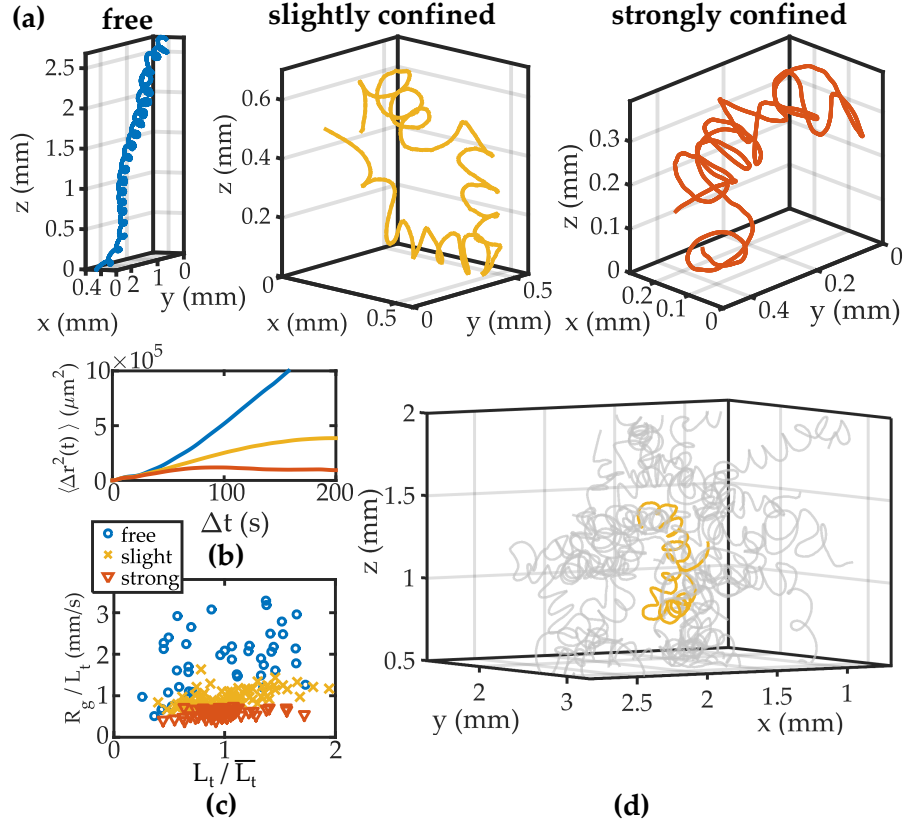 (a)
free
slightly confined
strongly confined
z (mm)
2.5
2
1.5
1
0.5
0
0.4
0
2
1
0
x (mm)
y (mm)
z (mm)
0.6
0.4
0.2
0
0.5
0
0.5
x (mm)
y (mm)
z (mm)
0.3
0.2
0.1
0
0.2
0.1
0
0.4
0.2
0
x (mm)
y (mm)
⟨Δr²(t)⟩ (μm²)
10×10⁵
5
0
0
100
200
Δt (s)
(b)
free
slight
strong
R_g / L_t (mm/s)
3
2
1
0
0
1
2
L_t / L̅_t
(c)
z (mm)
2
1.5
1
0.5
2
3
2.5
2
1.5
1
y (mm)
x (mm)
(d)